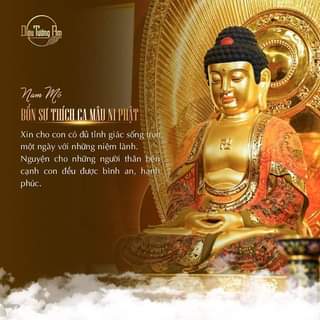 Diệu Tướng Am
Nam Mô
BỔN SƯ THÍCH CA MÂU NI PHẬT
Xin cho con có đủ tỉnh giác sống trọn
một ngày với những niệm lành.
Nguyện cho những người thân bên
cạnh con đều được bình an, hạnh
phúc.